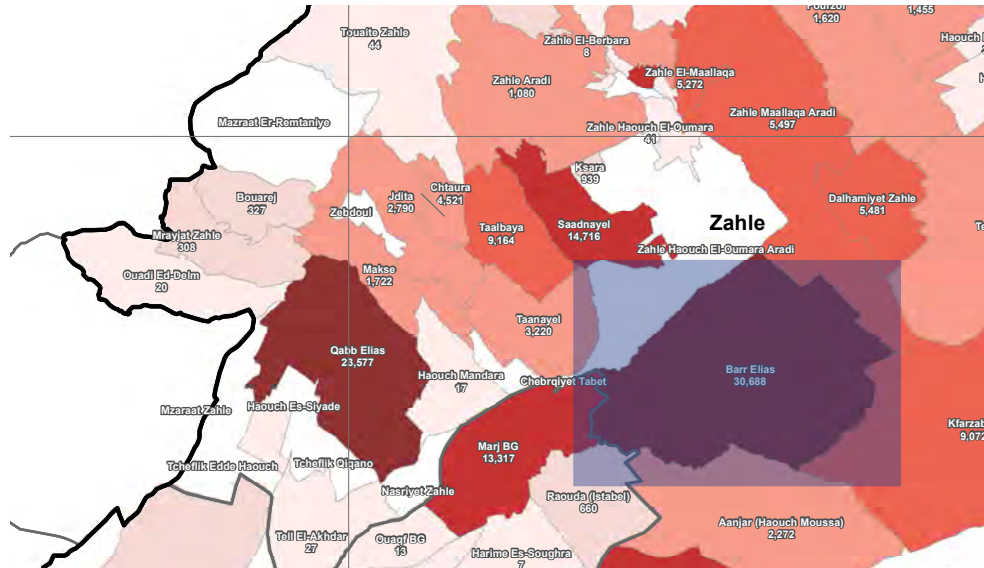 1,620
1,455
Touaite Zahle
44
Zahle El-Berbara
8
Haouch
Zahle El-Maallaqa
5,272
Zahle Aradi
1,080
Zahle Maallaqa Aradi
5,497
Mazraat Er-Remtaniye
Zahle Haouch El-Oumara
41
Ksara
939
Bouarej
327
Jdita
2,790
Chtaura
4,521
Zebdoul
Dalhamiyet Zahle
5,481
Taalbaya
9,164
Saadnayel
14,716
Zahle
Mrayjat Zahle
308
Zahle Haouch El-Oumara Aradi
Ouadi Ed-Delm
20
Makse
1,722
Taanayel
3,220
Qabb Elias
23,577
Haouch Mandara
17
Chebrqiyet Tabet
Barr Elias
30,688
Mzaraat Zahle
Haouch Es-Siyade
Kfarzab
9,072
Marj BG
13,317
Tcheflik Edde Haouch
Tcheflik Qiqano
Nasriyet Zahle
Raouda (Istabel)
660
Aanjar (Haouch Moussa)
2,272
Tell El-Akhdar
27
Ouaqf BG
13
Harime Es-Soughra
7